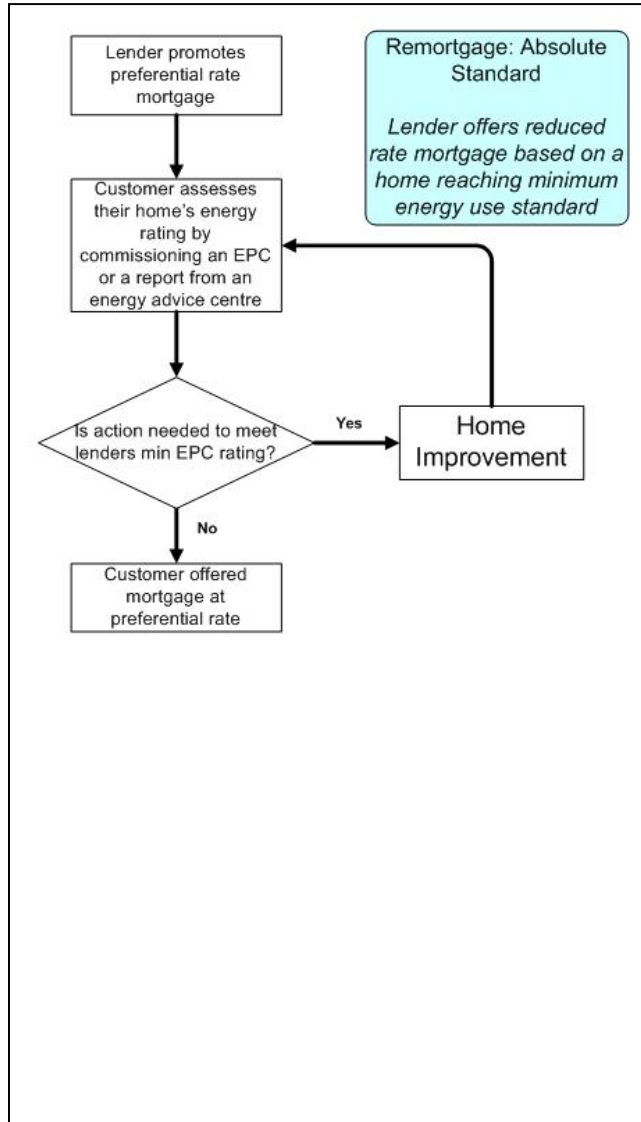 Lender promotes
preferential rate
mortgage
Remortgage: Absolute
Standard
Lender offers reduced
rate mortgage based on a
home reaching minimum
energy use standard
Customer assesses
their home's energy
rating by
commissioning an EPC
or a report from an
energy advice centre
Is action needed to meet
lenders min EPC rating?
Yes
Home
Improvement
No
Customer offered
mortgage at
preferential rate